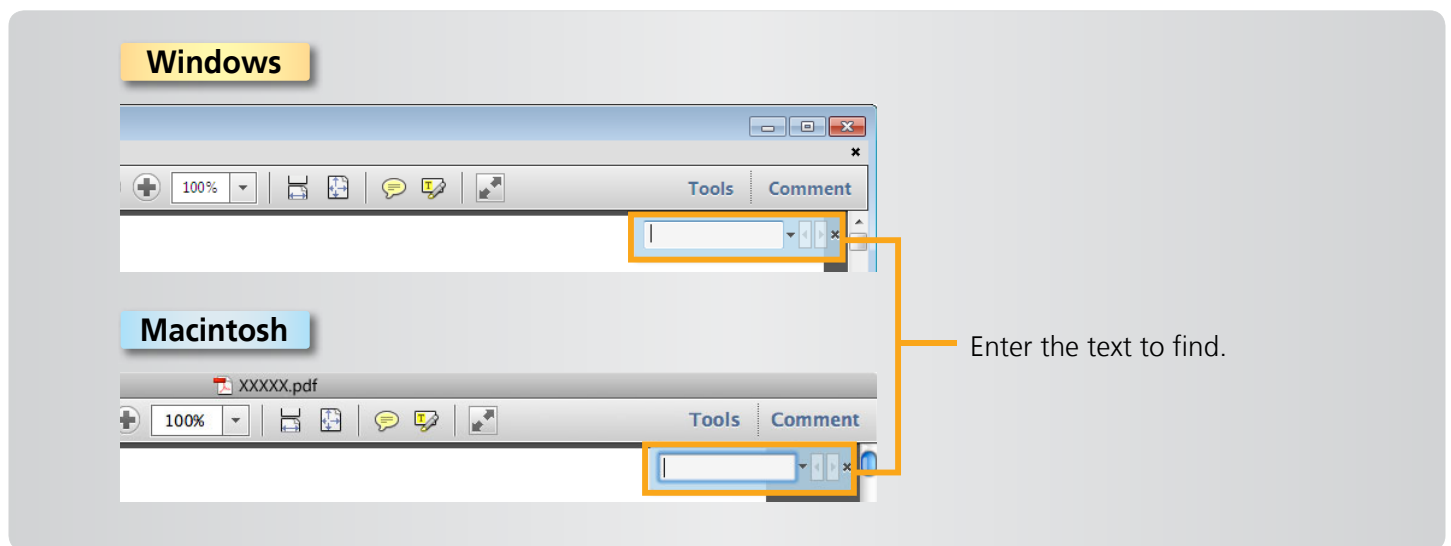 Windows
100%
Tools
Comment
Macintosh
XXXXX.pdf
100%
Tools
Comment
Enter the text to find.